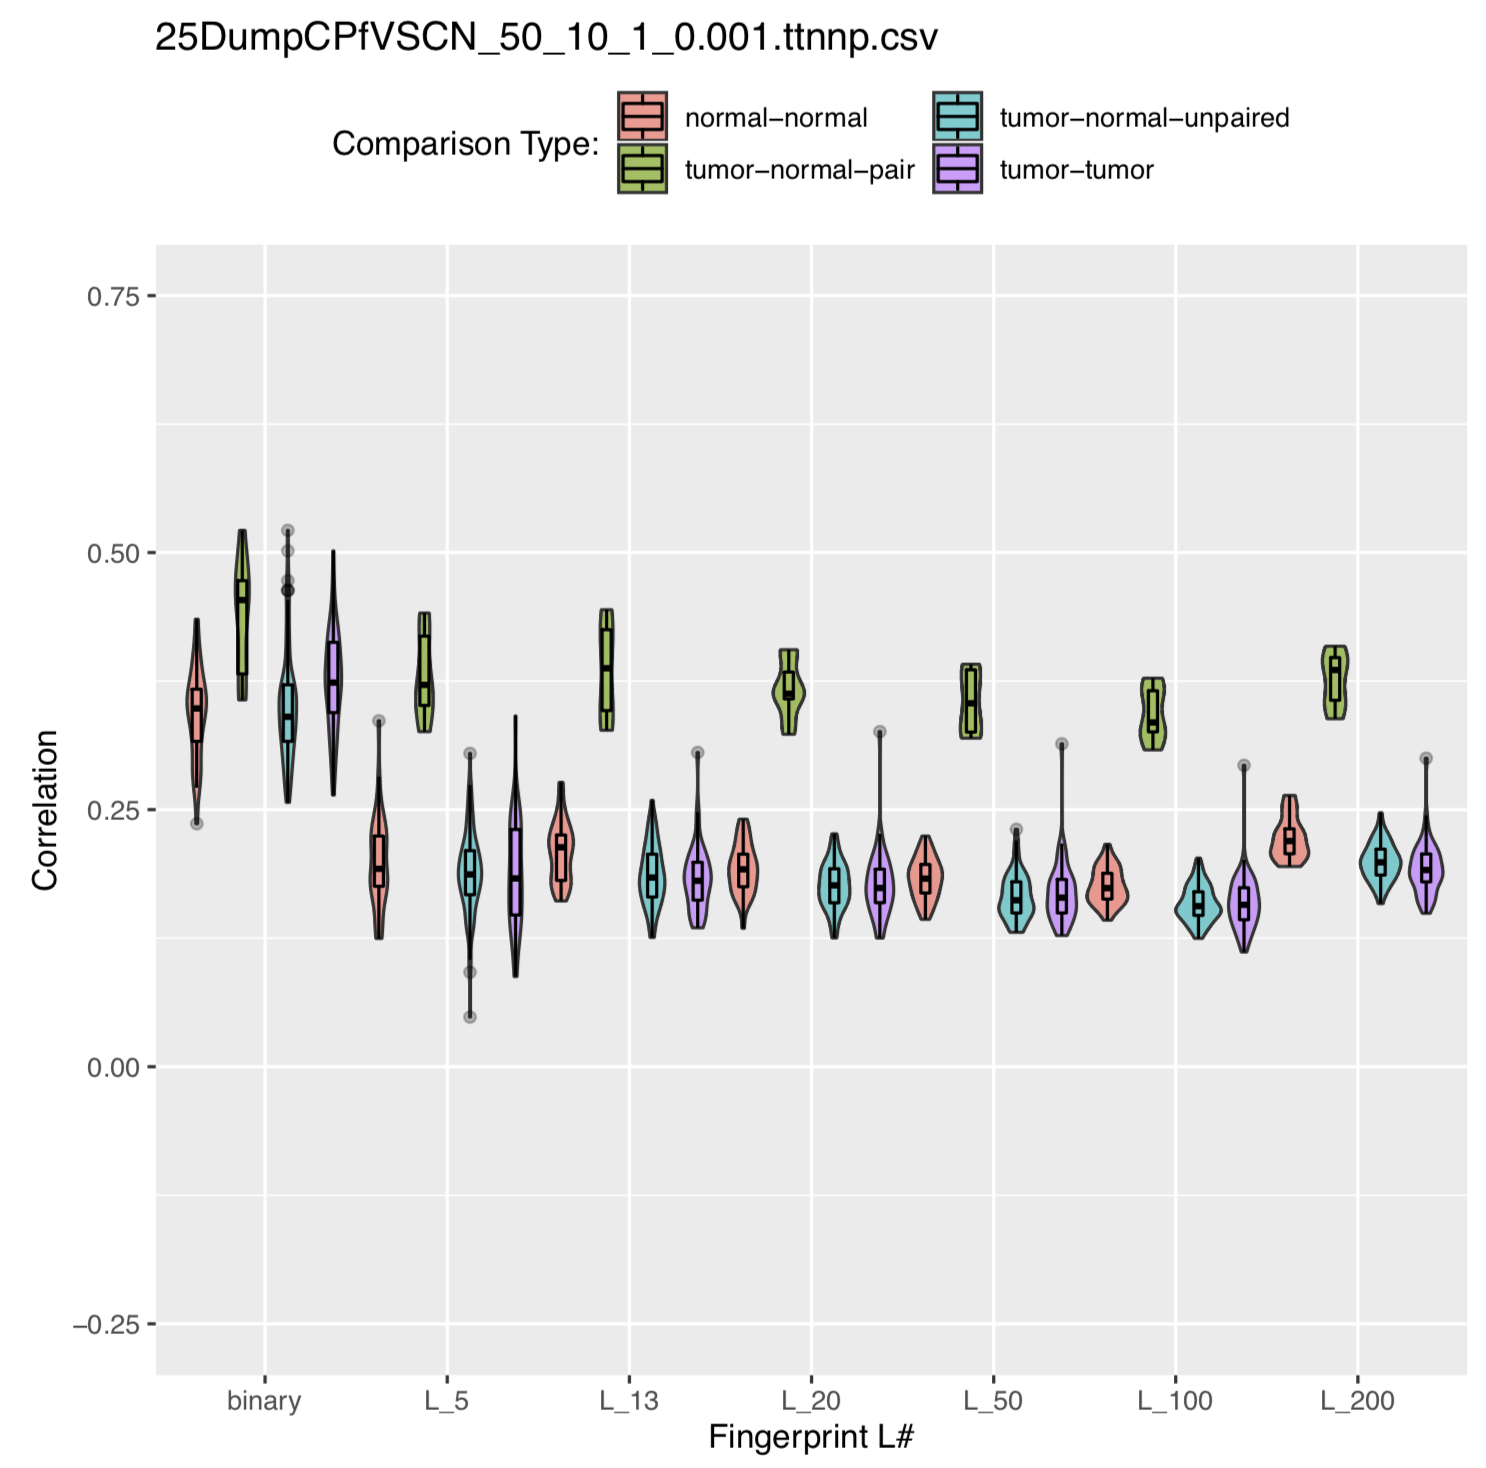 25DumpCPfVSCN_50_10_1_0.001.ttnnp.csv
Comparison Type:
normal−normal
tumor−normal−unpaired
tumor−normal−pair
tumor−tumor
0.75
0.50
0.25
0.00
−0.25
Correlation
binary L_5 L_13 L_20 L_50 L_100 L_200
Fingerprint L#